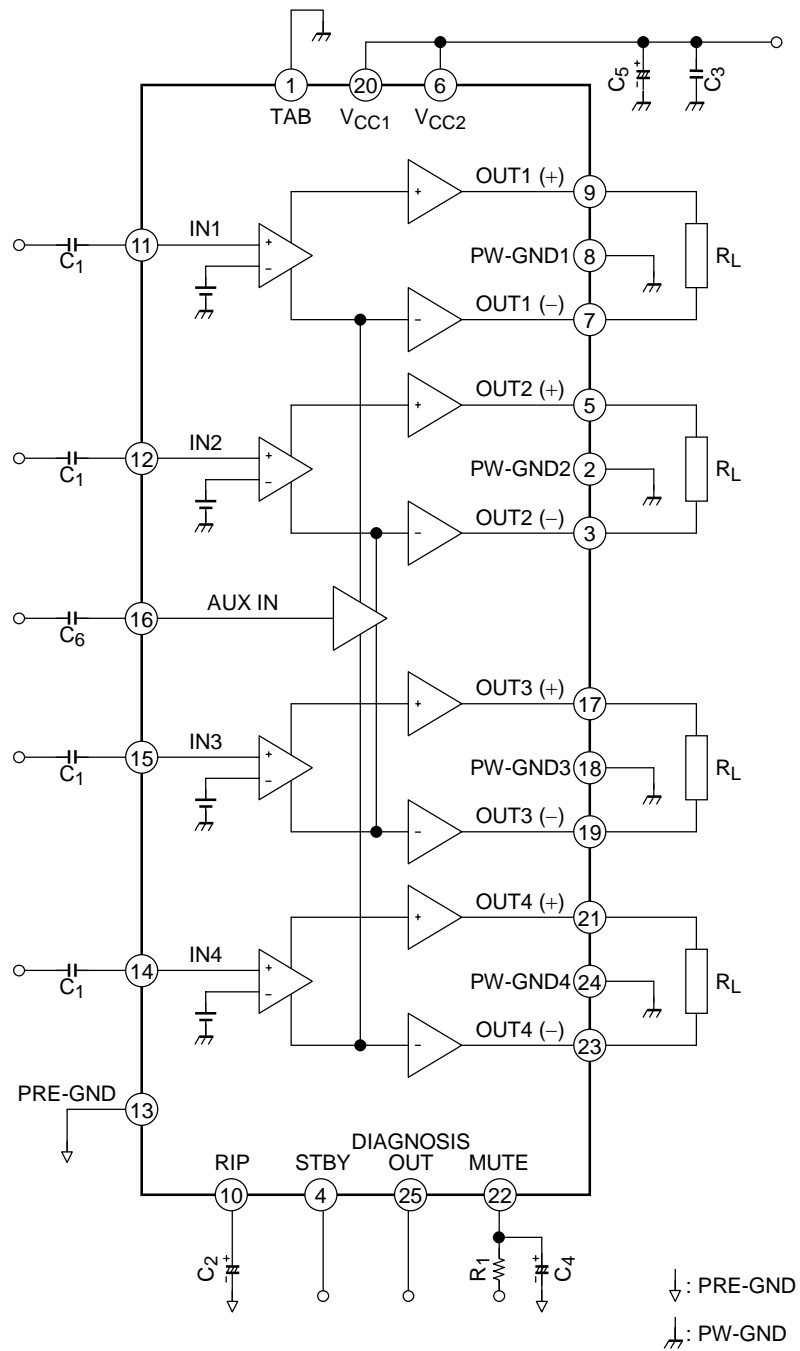 C5 + -
C3
1 20 6
TAB VCC1 VCC2
OUT1 (+) 9
IN1 11 C1 + - +
PW-GND1 8 RL
OUT1 (−) 7 -
OUT2 (+) 5 +
IN2 12 C1 + -
PW-GND2 2 RL
OUT2 (−) 3 -
AUX IN 16 C6
OUT3 (+) 17 +
IN3 15 C1 + -
PW-GND3 18 RL
OUT3 (−) 19 -
OUT4 (+) 21 +
IN4 14 C1 + -
PW-GND4 24 RL
OUT4 (−) 23 -
PRE-GND 13
DIAGNOSIS
RIP STBY OUT MUTE
10 4 25 22
C2 + - R1 + - C4
: PRE-GND
: PW-GND